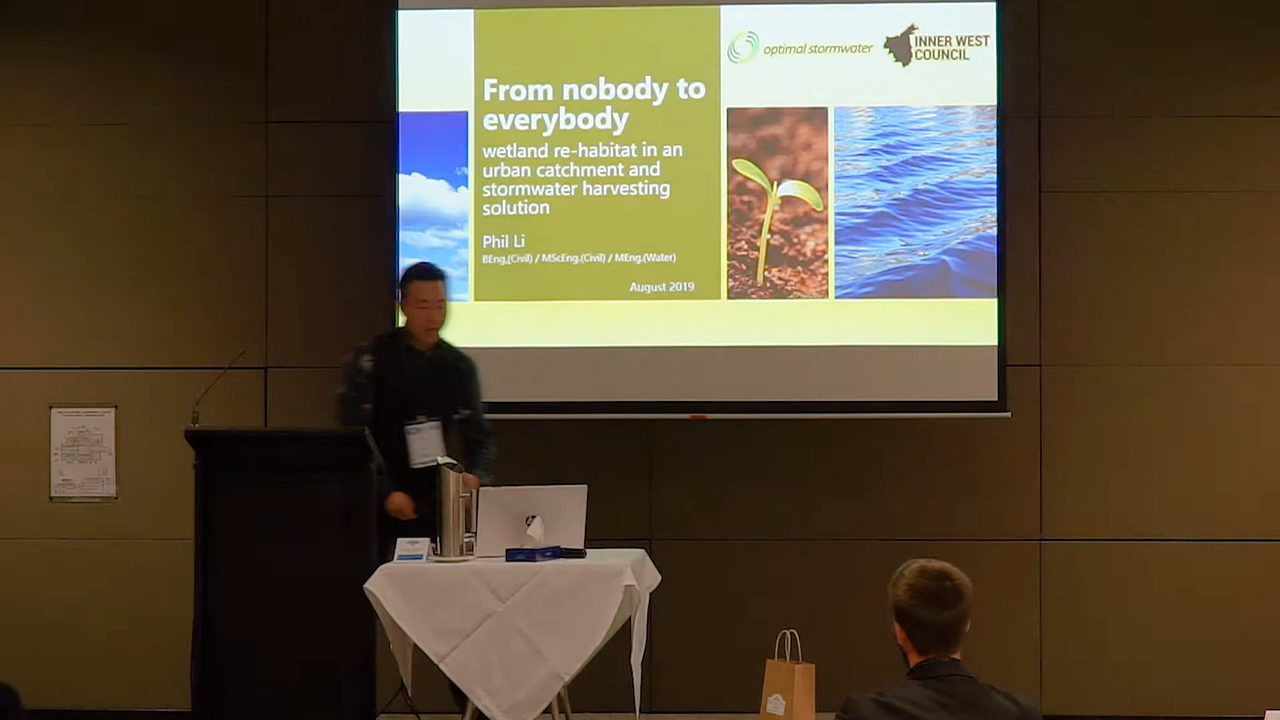 From nobody to
everybody
wetland re-habitat in an
urban catchment and
stormwater harvesting
solution
Phil Li
BEng.(Civil) / MScEng.(Civil) / MEng.(Water)
August 2019
optimal stormwater
INNER WEST
COUNCIL